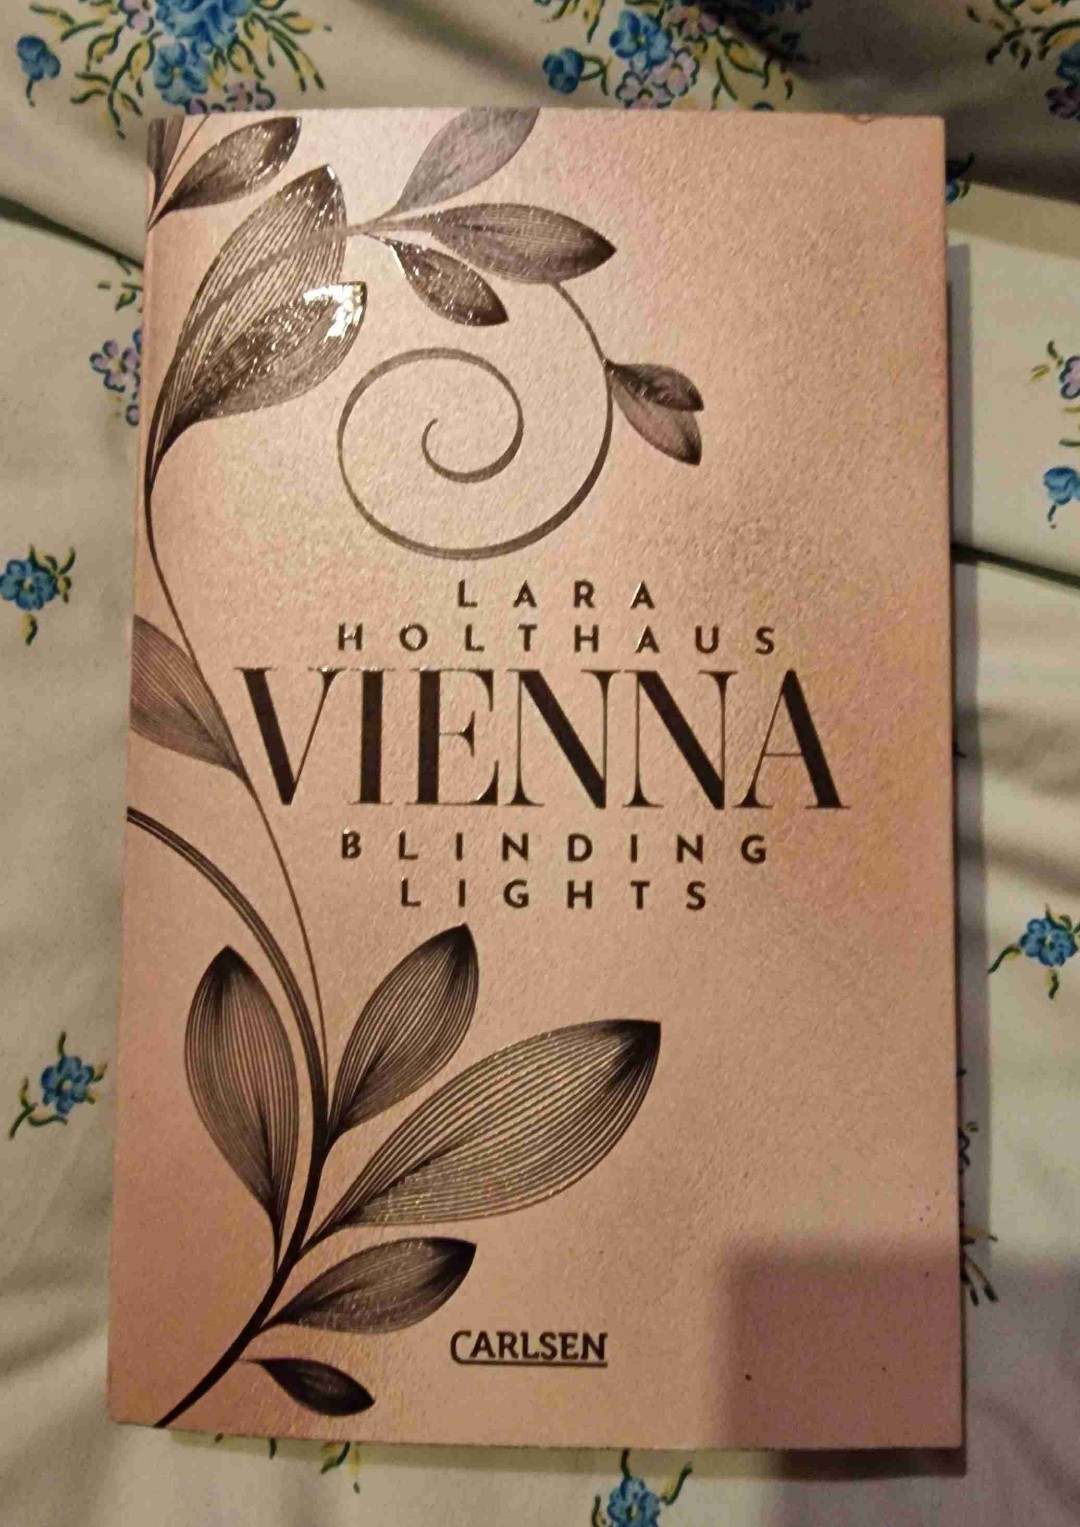 LARA
HOLTHAUS
VIENNA
BLINDING
LIGHTS
CARLSEN